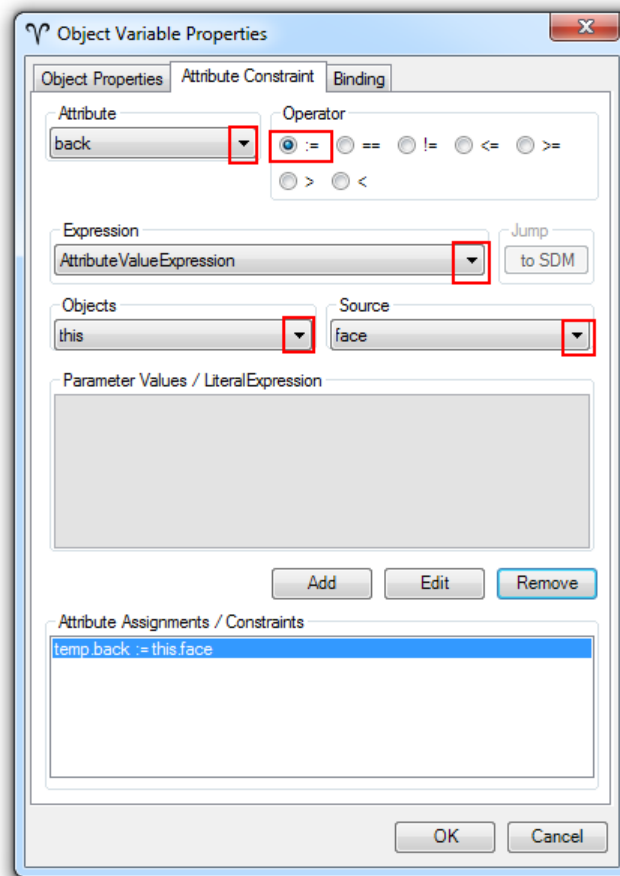 Object Variable Properties
Object Properties Attribute Constraint Binding
Attribute Operator
back := == != <= >=
> <
Expression Jump
AttributeValueExpression to SDM
Objects Source
this face
Parameter Values / LiteralExpression
Add Edit Remove
Attribute Assignments / Constraints
temp.back := this.face
OK Cancel